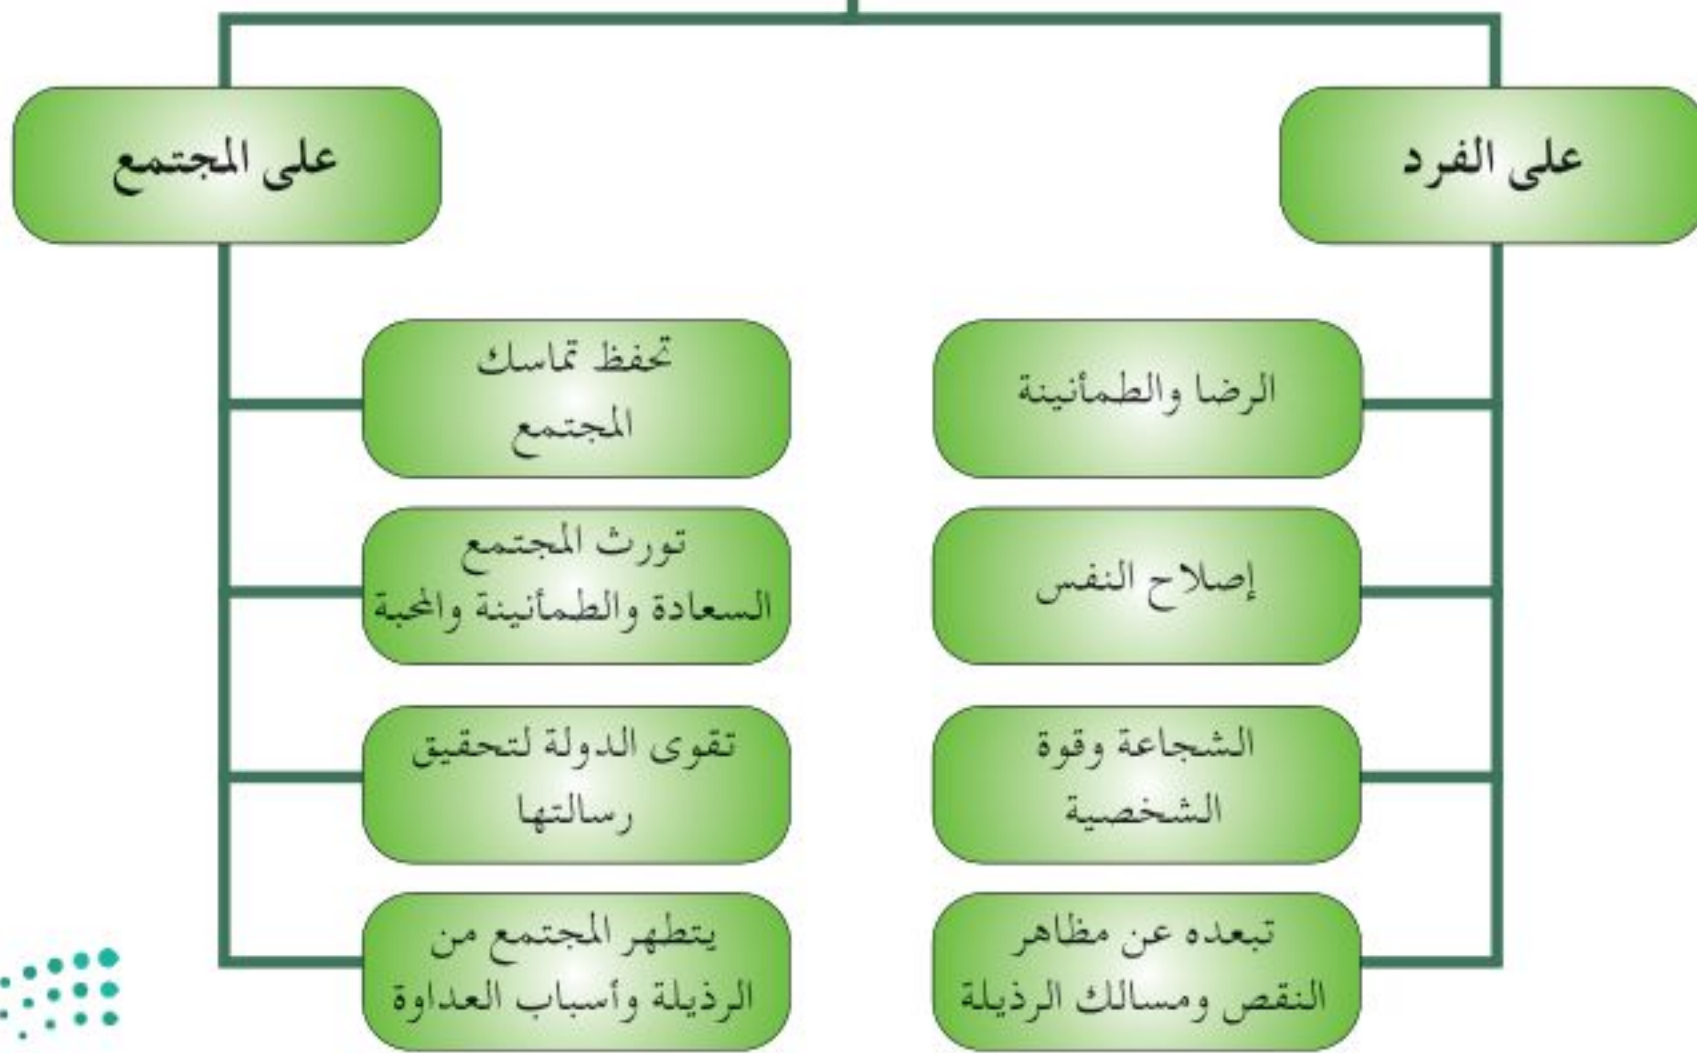 على الفرد
الرضا والطمأنينة
إصلاح النفس
الشجاعة وقوة
الشخصية
تبعده عن مظاهر
النقص ومسالك الرذيلة
على المجتمع
تحفظ تماسك
المجتمع
تورث المجتمع
السعادة والطمأنينة والمحبة
تقوى الدولة لتحقيق
رسالتها
يتطهر المجتمع من
الرذيلة وأسباب العداوة